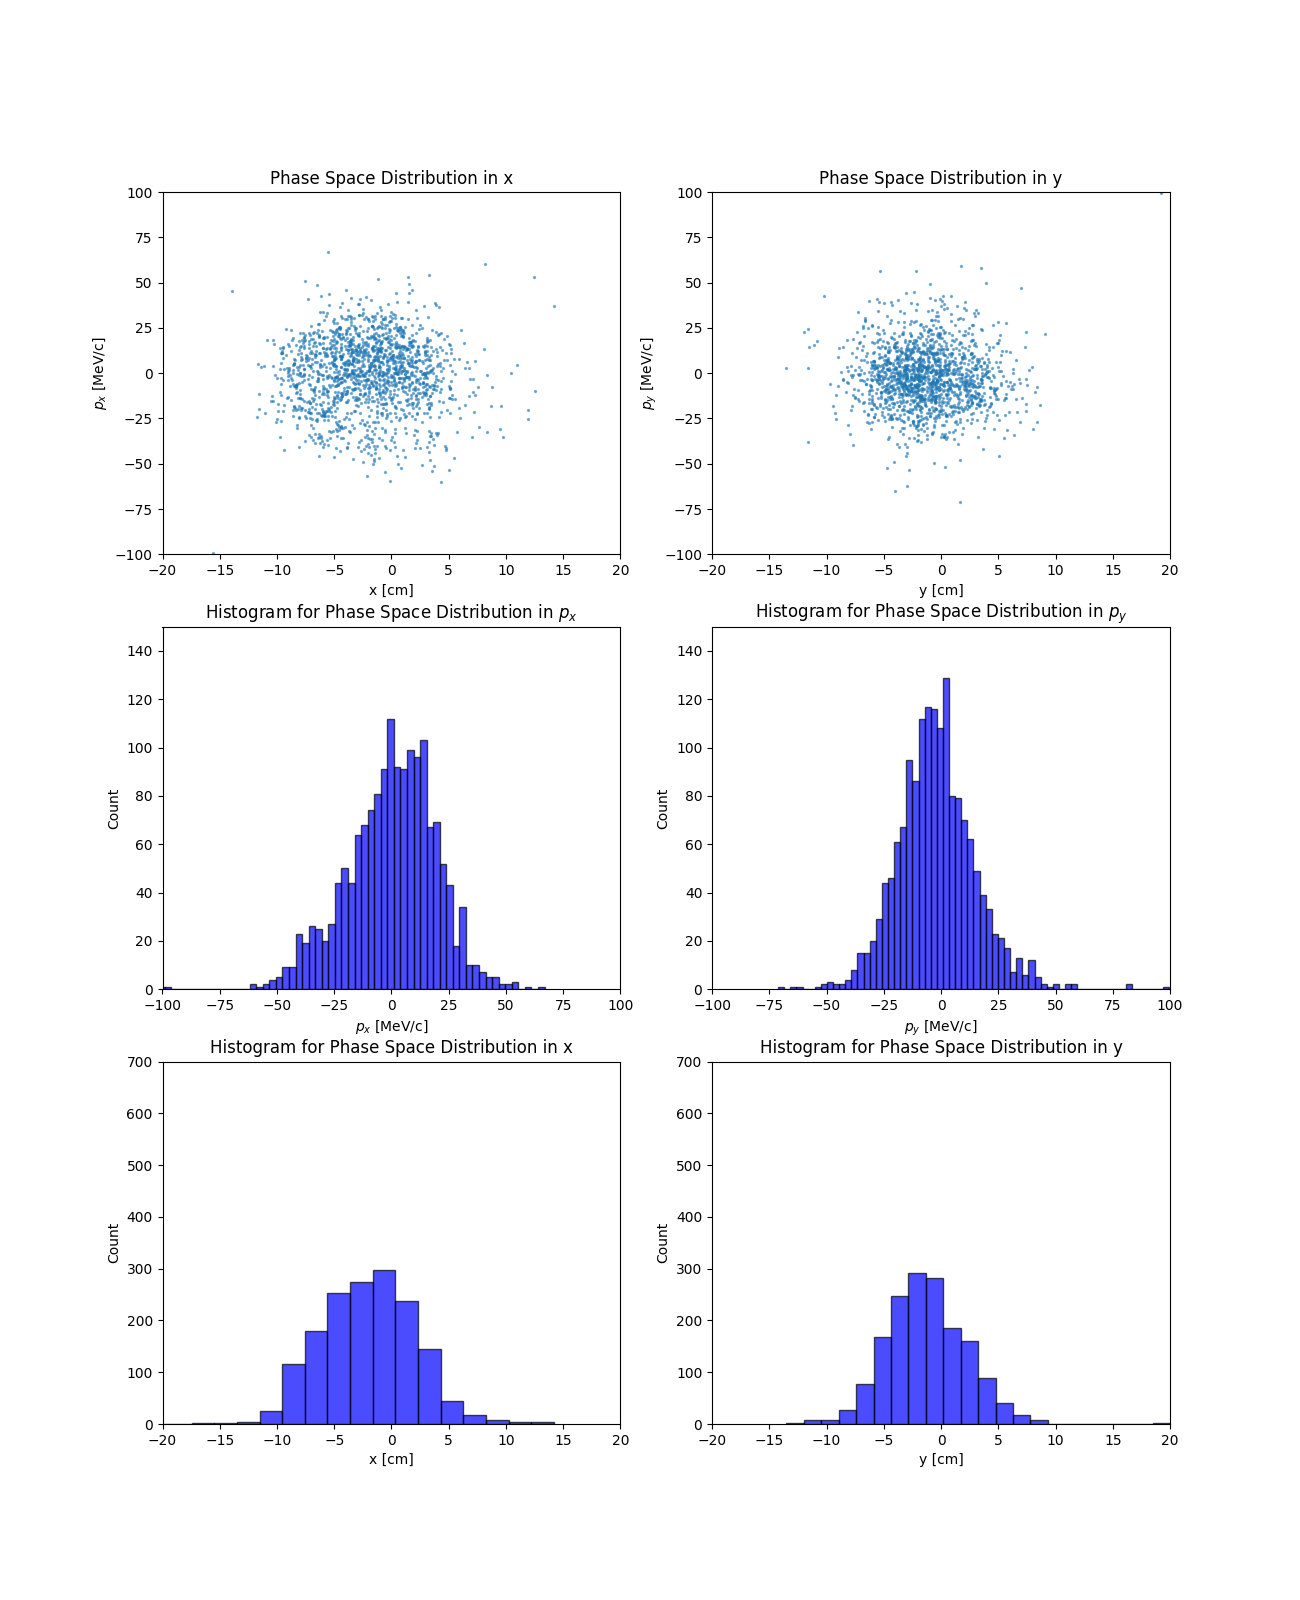 Phase Space Distribution in x
Phase Space Distribution in y
100
75
50
25
0
−25
−50
−75
−100
p_x [MeV/c]
−20 −15 −10 −5 0 5 10 15 20
x [cm]
100
75
50
25
0
−25
−50
−75
−100
p_y [MeV/c]
−20 −15 −10 −5 0 5 10 15 20
y [cm]
Histogram for Phase Space Distribution in p_x
Histogram for Phase Space Distribution in p_y
140
120
100
80
60
40
20
0
Count
−100 −75 −50 −25 0 25 50 75 100
p_x [MeV/c]
140
120
100
80
60
40
20
0
Count
−100 −75 −50 −25 0 25 50 75 100
p_y [MeV/c]
Histogram for Phase Space Distribution in x
Histogram for Phase Space Distribution in y
700
600
500
400
300
200
100
0
Count
−20 −15 −10 −5 0 5 10 15 20
x [cm]
700
600
500
400
300
200
100
0
Count
−20 −15 −10 −5 0 5 10 15 20
y [cm]